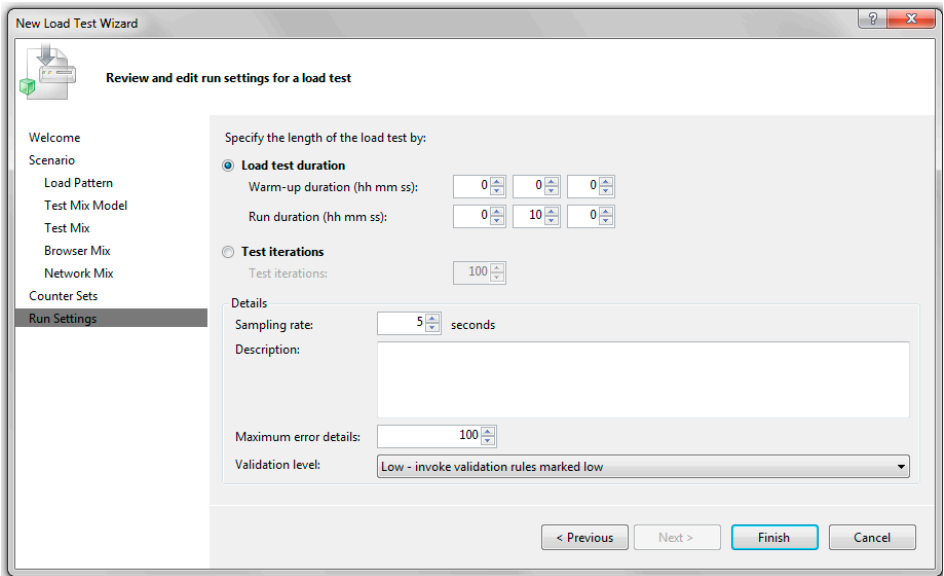 New Load Test Wizard
Review and edit run settings for a load test
Welcome
Scenario
Load Pattern
Test Mix Model
Test Mix
Browser Mix
Network Mix
Counter Sets
Run Settings
Specify the length of the load test by:
Load test duration
Warm-up duration (hh mm ss): 0 0 0
Run duration (hh mm ss): 0 10 0
Test iterations
Test iterations: 100
Details
Sampling rate: 5 seconds
Description:
Maximum error details: 100
Validation level: Low - invoke validation rules marked low
< Previous Next > Finish Cancel